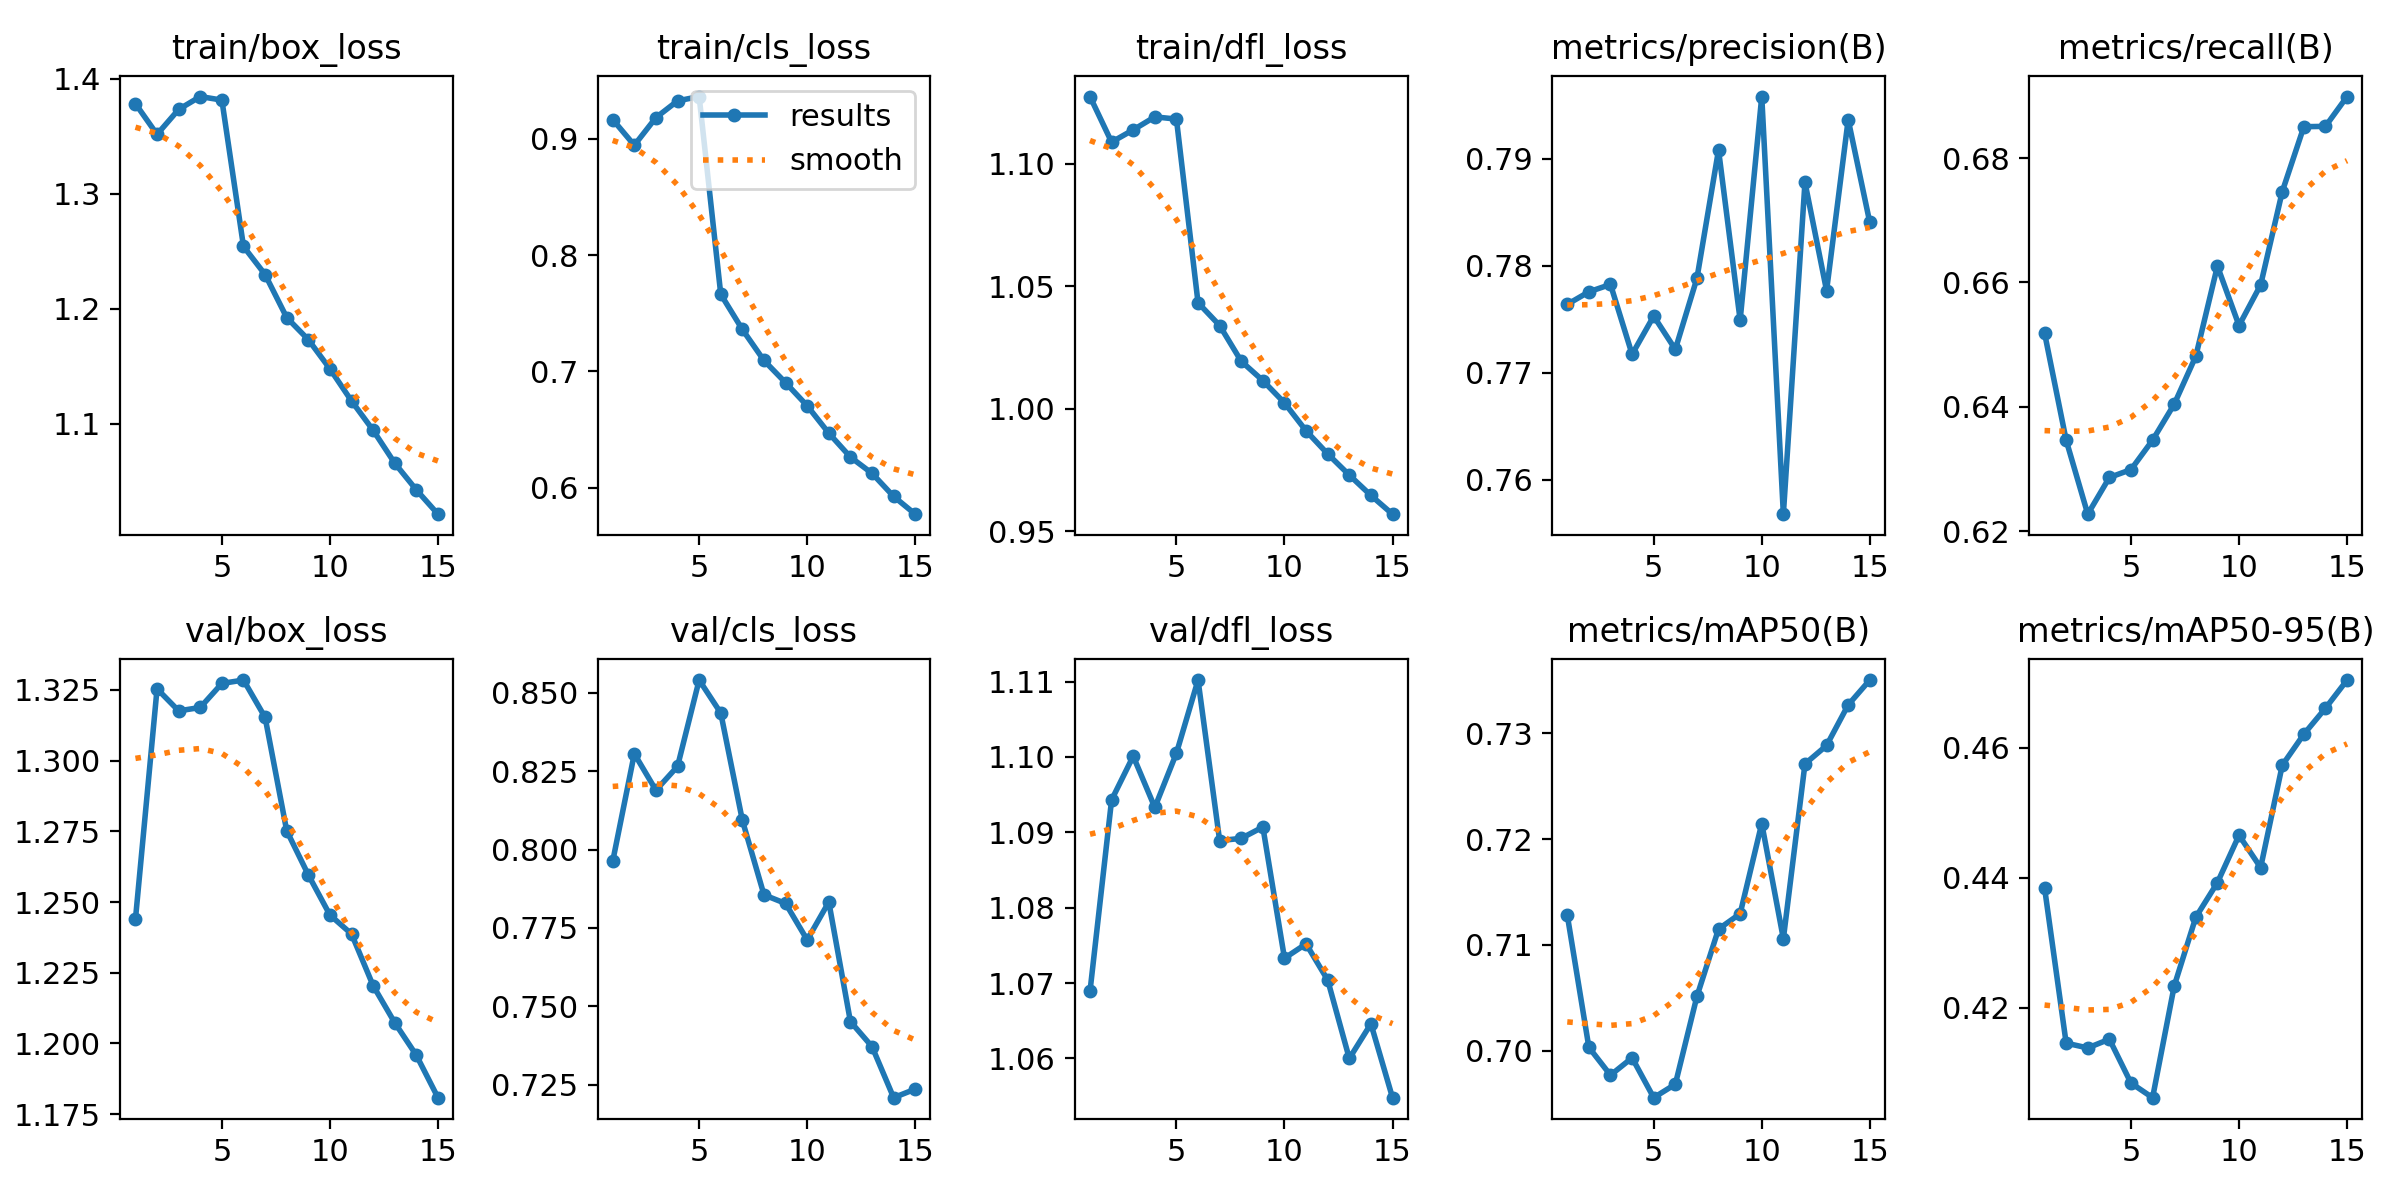 train/box_loss
1.4
1.3
1.2
1.1
5 10 15
train/cls_loss
results
smooth
0.9
0.8
0.7
0.6
5 10 15
train/dfl_loss
1.10
1.05
1.00
0.95
5 10 15
metrics/precision(B)
0.79
0.78
0.77
0.76
5 10 15
metrics/recall(B)
0.68
0.66
0.64
0.62
5 10 15
val/box_loss
1.325
1.300
1.275
1.250
1.225
1.200
1.175
5 10 15
val/cls_loss
0.850
0.825
0.800
0.775
0.750
0.725
5 10 15
val/dfl_loss
1.11
1.10
1.09
1.08
1.07
1.06
5 10 15
metrics/mAP50(B)
0.73
0.72
0.71
0.70
5 10 15
metrics/mAP50-95(B)
0.46
0.44
0.42
5 10 15